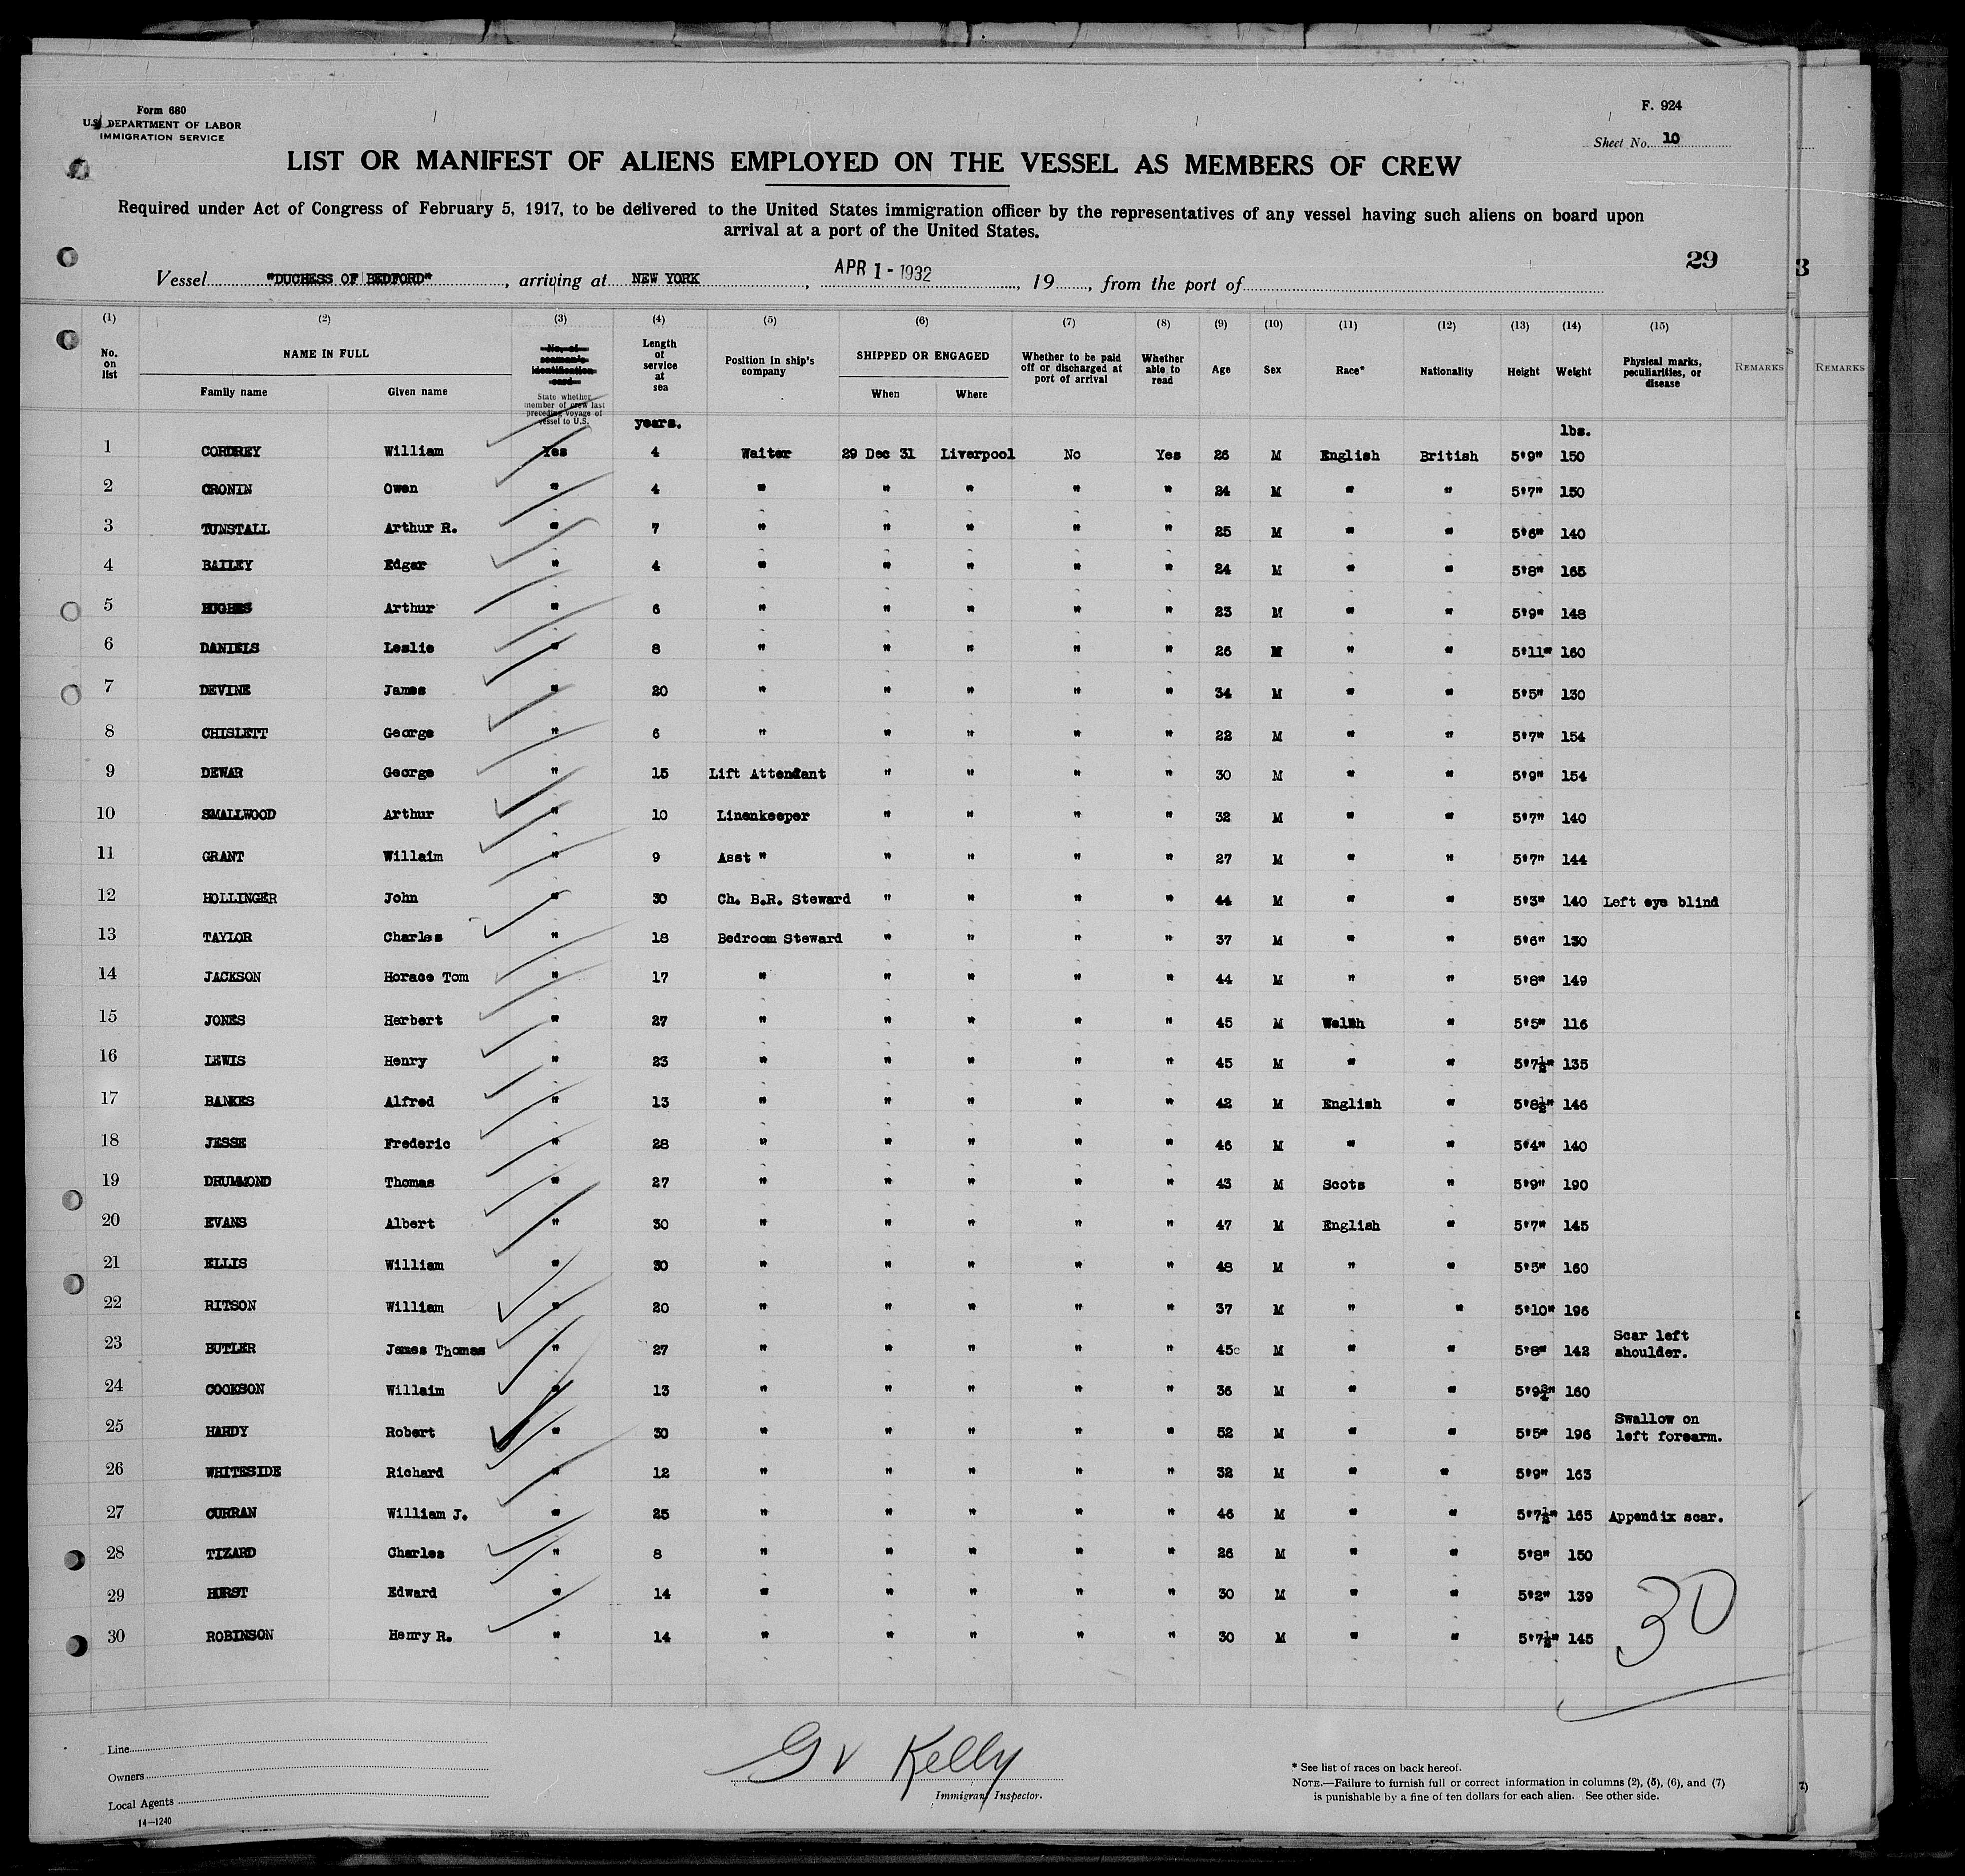 Form 680
U.S. DEPARTMENT OF LABOR
IMMIGRATION SERVICE
F. 924
Sheet No. 10
LIST OR MANIFEST OF ALIENS EMPLOYED ON THE VESSEL AS MEMBERS OF CREW
Required under Act of Congress of February 5, 1917, to be delivered to the United States immigration officer by the representatives of any vessel having such aliens on board upon
arrival at a port of the United States.
29
3
Vessel "DUCHESS OF BEDFORD", arriving at NEW YORK, APR 1 - 1932, 19, from the port of
(1) (2) (3) (4) (5) (6) (7) (8) (9) (10) (11) (12) (13) (14) (15)
No. on list NAME IN FULL Family name Given name No. of seaman's identification card State whether member of crew last preceding voyage of vessel to U.S. Length of service at sea Position in ship's company SHIPPED OR ENGAGED When Where Whether to be paid off or discharged at port of arrival Whether able to read Age Sex Race* Nationality Height Weight Physical marks, peculiarities, or disease REMARKS REMARKS
years. lbs.
1 CORDREY William Yes 4 Waiter 29 Dec 31 Liverpool No Yes 26 M English British 5'9" 150
2 CRONIN Owen " 4 " " " " " 24 M " " 5'7" 150
3 TUNSTALL Arthur R. " 7 " " " " " 25 M " " 5'6" 140
4 BAILEY Edgar " 4 " " " " " 24 M " " 5'8" 165
5 HUGHES Arthur " 6 " " " " " 23 M " " 5'9" 148
6 DANIELS Leslie " 8 " " " " " 26 M " " 5'11" 160
7 DEVINE James " 20 " " " " " 34 M " " 5'5" 130
8 CHISLETT George " 6 " " " " " 22 M " " 5'7" 154
9 DEWAR George " 15 Lift Attendant " " " " 30 M " " 5'9" 154
10 SMALLWOOD Arthur " 10 Linenkeeper " " " " 32 M " " 5'7" 140
11 GRANT Willaim " 9 Asst " " " " " 27 M " " 5'7" 144
12 HOLLINGER John " 30 Ch. B.R. Steward " " " " 44 M " " 5'3" 140 Left eye blind
13 TAYLOR Charles " 18 Bedroom Steward " " " " 37 M " " 5'6" 130
14 JACKSON Horace Tom " 17 " " " " " 44 M " " 5'8" 149
15 JONES Herbert " 27 " " " " " 45 M Welsh " 5'5" 116
16 LEWIS Henry " 23 " " " " " 45 M " " 5'7½" 135
17 BANKES Alfred " 13 " " " " " 42 M English " 5'8½" 146
18 JESSE Frederic " 28 " " " " " 46 M " " 5'4" 140
19 DRUMMOND Thomas " 27 " " " " " 43 M Scots " 5'9" 190
20 EVANS Albert " 30 " " " " " 47 M English " 5'7" 145
21 ELLIS William " 30 " " " " " 48 M " " 5'5" 160
22 RITSON William " 20 " " " " " 37 M " " 5'10" 196
23 BUTLER James Thomas " 27 " " " " " 45 M " " 5'8" 142 Scar left shoulder.
24 COOKSON Willaim " 13 " " " " " 36 M " " 5'9¾" 160
25 HARDY Robert " 30 " " " " " 52 M " " 5'5" 196 Swallow on left forearm.
26 WHITESIDE Richard " 12 " " " " " 32 M " " 5'9" 163
27 CURRAN William J. " 25 " " " " " 46 M " " 5'7½" 165 Appendix scar.
28 TIZARD Charles " 8 " " " " " 26 M " " 5'8" 150
29 HURST Edward " 14 " " " " " 30 M " " 5'2" 139
30 ROBINSON Henry R. " 14 " " " " " 30 M " " 5'7½" 145
30
Line
Owners
Local Agents
14-1240
G V Kelly
Immigrant Inspector.
* See list of races on back hereof.
NOTE.—Failure to furnish full or correct information in columns (2), (5), (6), and (7)
is punishable by a fine of ten dollars for each alien. See other side.